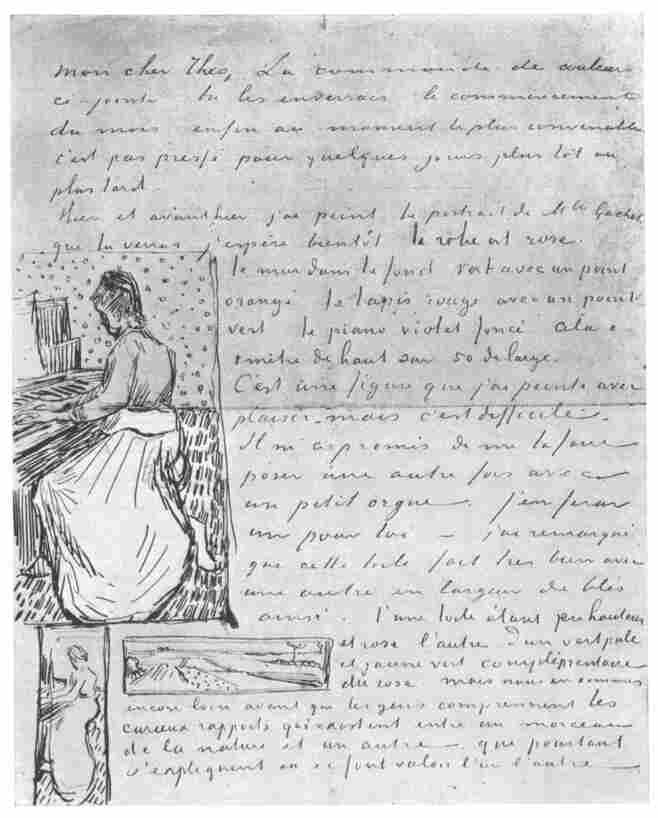 mon cher Theo, La commande de couleurs
ci-jointe tu les enverrais le commencement
du mois enfin au moment le plus convenable
c'est pas pressé pour quelques jours plus tôt ou
plus tard.
Hier et avanthier j'ai peint le portrait de Mlle Gachet
que tu verras j'espère bientôt la robe est rose.
le mur dans le fond vert avec un point
orangé le tapis rouge avec un point
vert le piano violet foncé
mètre de haut sur 50 de large.
C'est une figure que j'ai peinte avec
plaisir – mais c'est difficile.
Il m'a promis de me la faire
poser une autre fois avec
un petit orgue. j'en ferai
un pour toi – j'ai remarqué
que cette toile fait très bien avec
une autre en largeur de blés
ainsi. l'une toile étant en hauteur
et rose l'autre d'un vert pale
et jaune vert complémentaire
du rose mais nous en sommes
encore loin avant que les gens comprennent les
curieux rapports qui existent entre un morceau
de la nature et un autre – que pourtant
s'expliquent et se font valoir l'un l'autre –